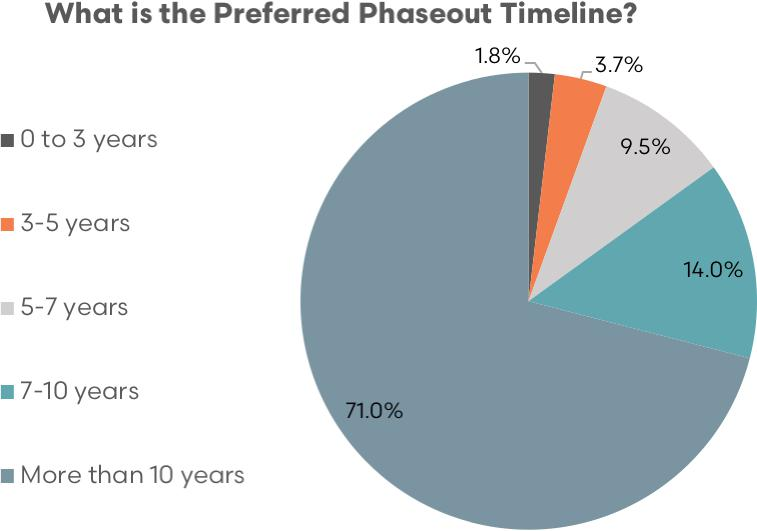 What is the Preferred Phaseout Timeline?
1.8%
3.7%
0 to 3 years
9.5%
3-5 years
14.0%
5-7 years
7-10 years
71.0%
More than 10 years